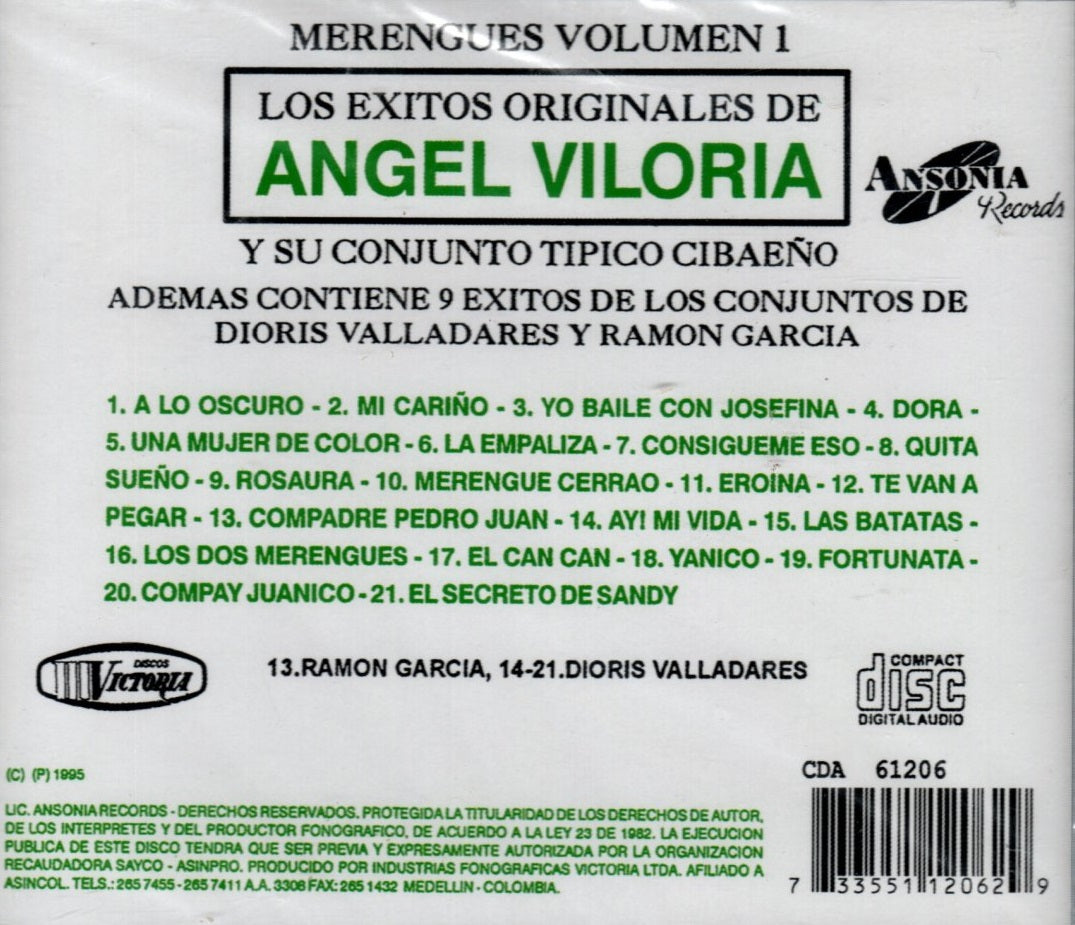 MERENGUES VOLUMEN 1
LOS EXITOS ORIGINALES DE
ANGEL VILORIA
ANSONIA
Records
Y SU CONJUNTO TIPICO CIBAEÑO
ADEMAS CONTIENE 9 EXITOS DE LOS CONJUNTOS DE
DIORIS VALLADARES Y RAMON GARCIA
1. A LO OSCURO - 2. MI CARIÑO - 3. YO BAILE CON JOSEFINA - 4. DORA -
5. UNA MUJER DE COLOR - 6. LA EMPALIZA - 7. CONSIGUEME ESO - 8. QUITA
SUEÑO - 9. ROSAURA - 10. MERENGUE CERRAO - 11. EROINA - 12. TE VAN A
PEGAR - 13. COMPADRE PEDRO JUAN - 14. AY! MI VIDA - 15. LAS BATATAS -
16. LOS DOS MERENGUES - 17. EL CAN CAN - 18. YANICO - 19. FORTUNATA -
20. COMPAY JUANICO - 21. EL SECRETO DE SANDY
DISCOS
VICTORIA
13.RAMON GARCIA, 14-21.DIORIS VALLADARES
COMPACT
disc
DIGITAL AUDIO
(C) (P) 1995
CDA 61206
LIC. ANSONIA RECORDS - DERECHOS RESERVADOS. PROTEGIDA LA TITULARIDAD DE LOS DERECHOS DE AUTOR,
DE LOS INTERPRETES Y DEL PRODUCTOR FONOGRAFICO, DE ACUERDO A LA LEY 23 DE 1982. LA EJECUCION
PUBLICA DE ESTE DISCO TENDRA QUE SER PREVIA Y EXPRESAMENTE AUTORIZADA POR LA ORGANIZACION
RECAUDADORA SAYCO - ASINPRO. PRODUCIDO POR INDUSTRIAS FONOGRAFICAS VICTORIA LTDA. AFILIADO A
ASINCOL. TELS.: 265 7455 - 265 7411 A.A. 3308 FAX: 265 1432 MEDELLIN - COLOMBIA.
7 33551 12062 9